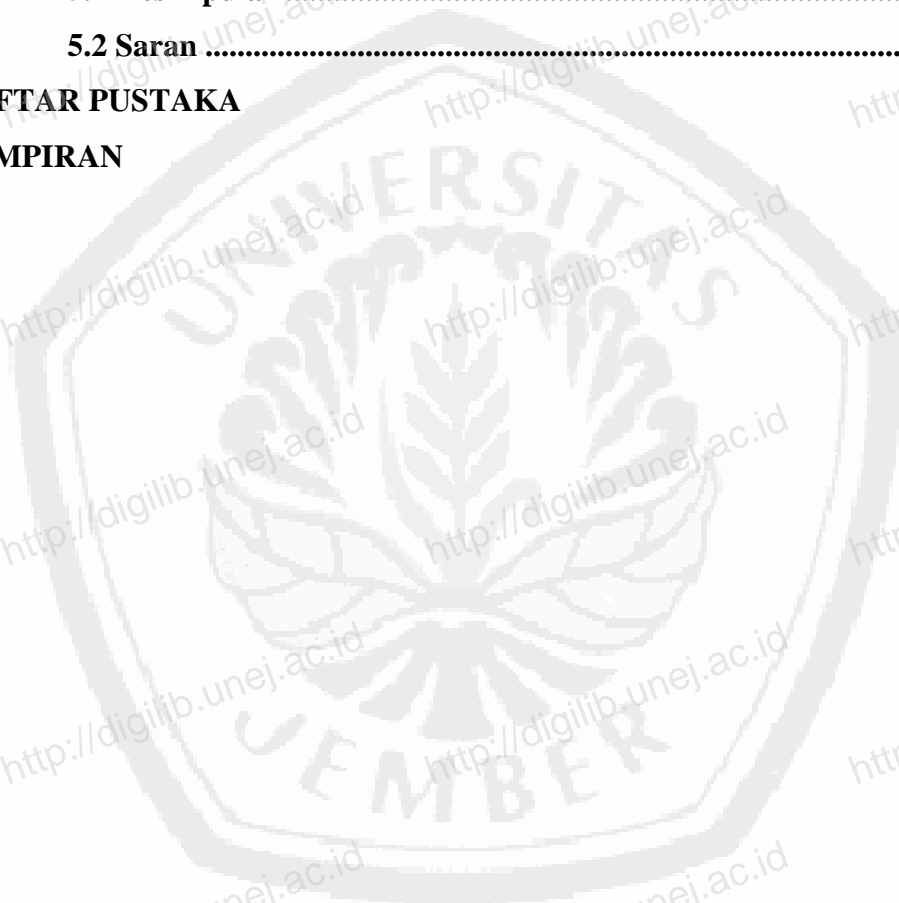 5.2 Saran ........................................................................................
FTAR PUSTAKA
MPIRAN
http://digilib.unej.ac.id
http://digilib.unej.ac.id
UNIVERSITAS
http://digilib.unej.ac.id
http://digilib.unej.ac.id
http://digilib.unej.ac.id
http://digilib.unej.ac.id
http://digilib.unej.ac.id
http://digilib.unej.ac.id
JEMBER